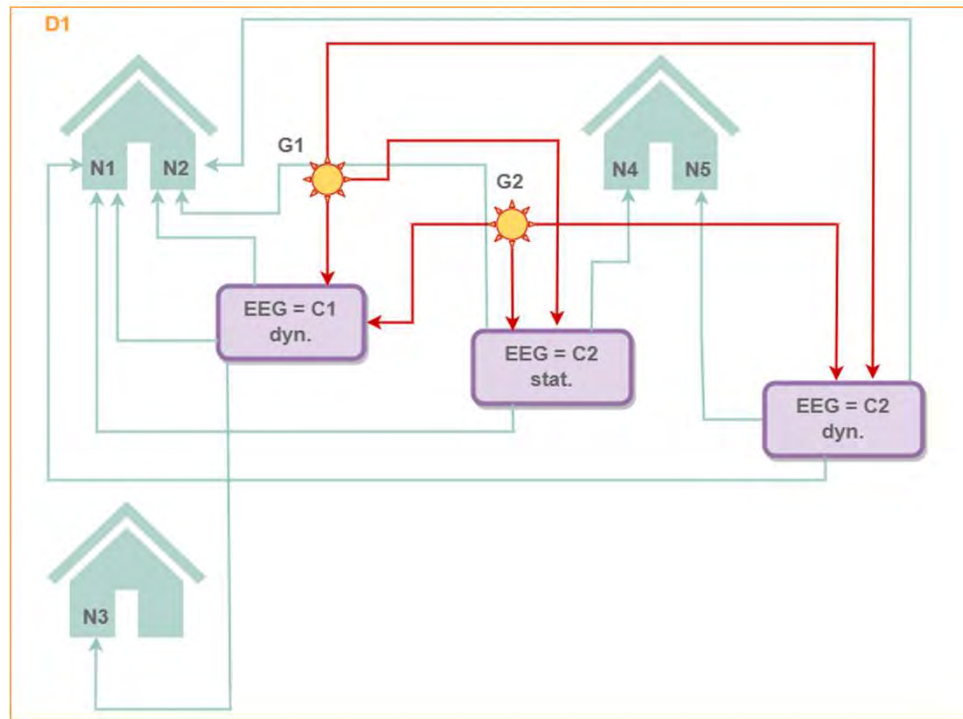 D1
G1
N1
N2
N4
N5
G2
EEG = C1
dyn.
EEG = C2
stat.
EEG = C2
dyn.
N3